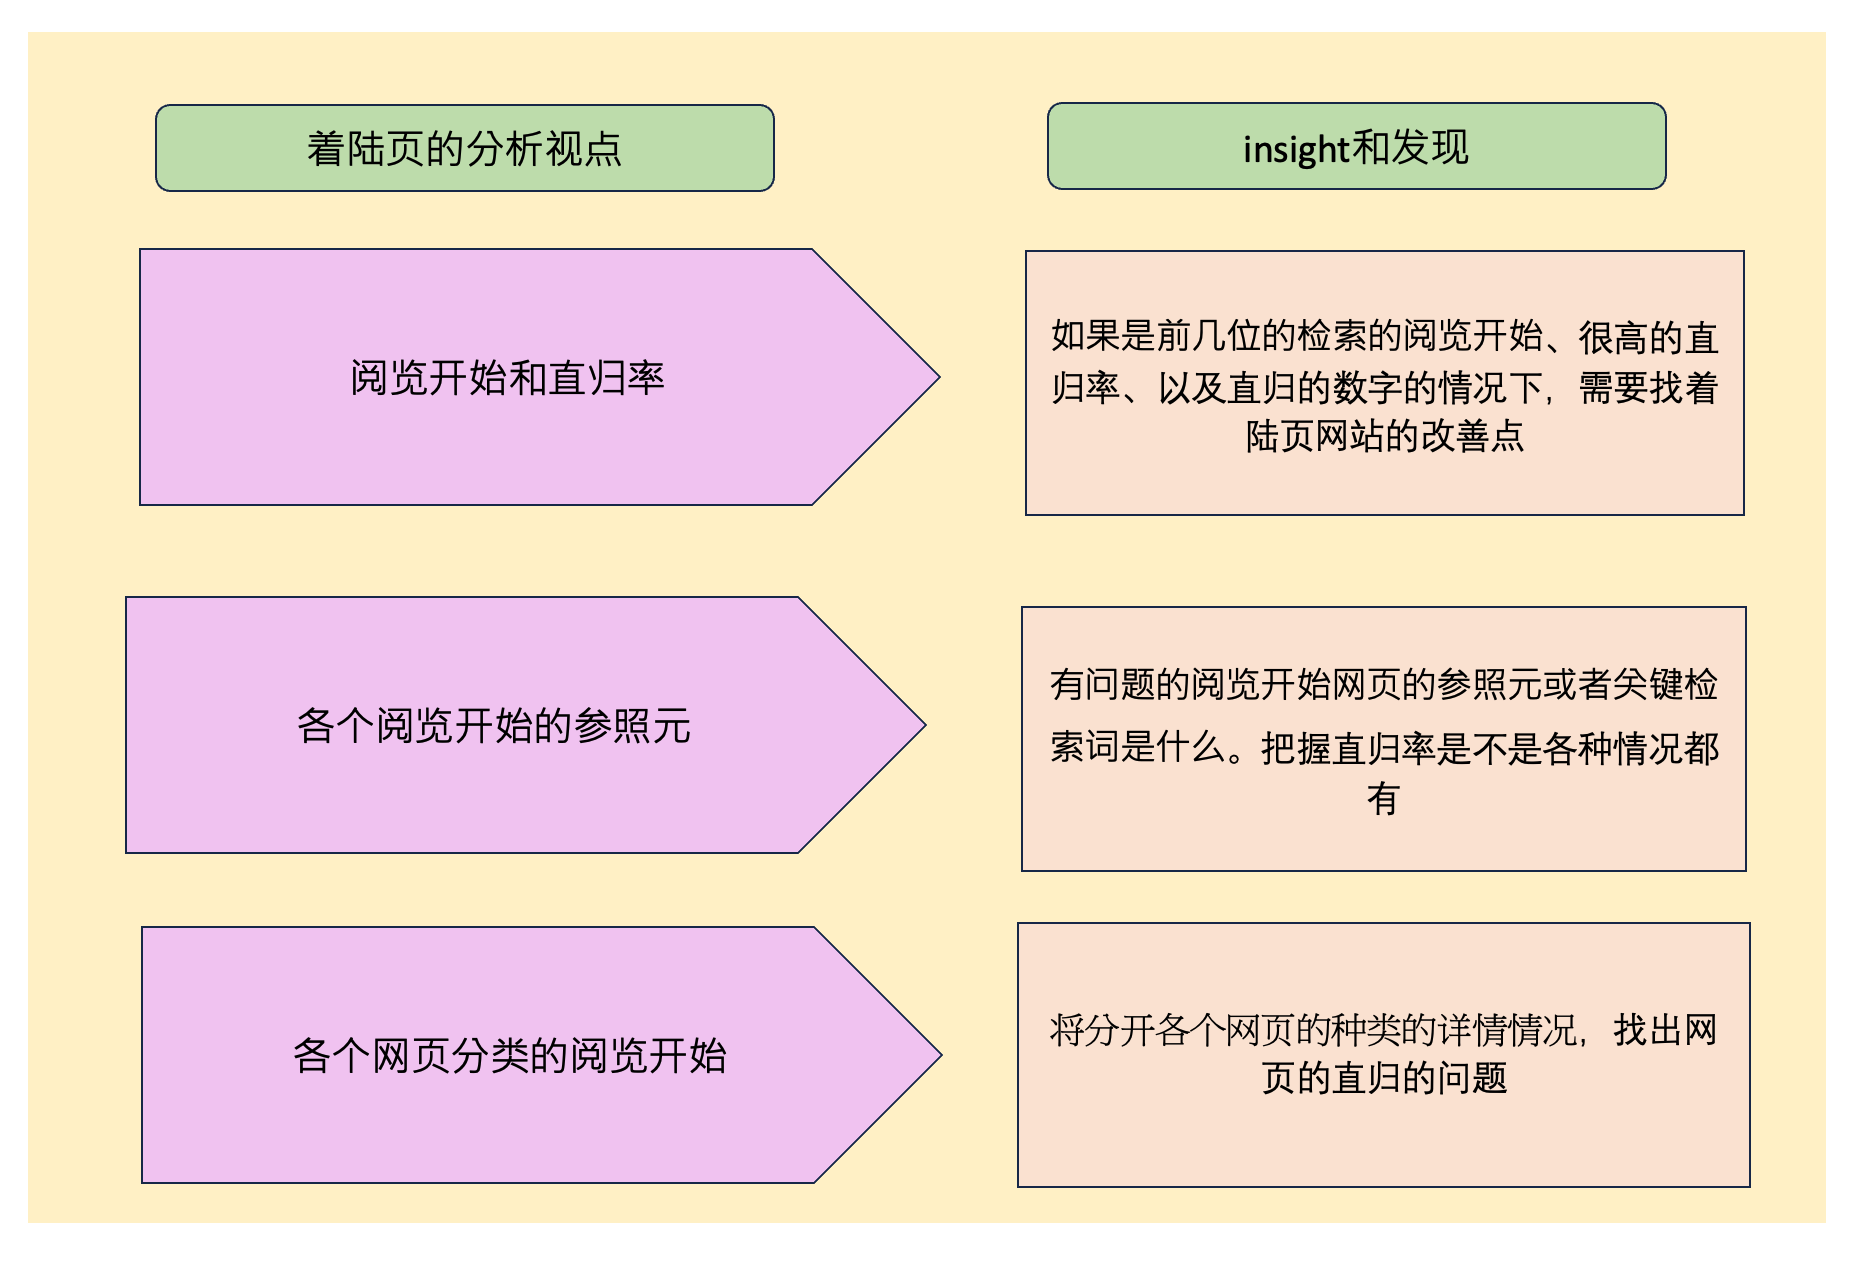 着陆页的分析视点
insight和发现
阅览开始和直归率
如果是前几位的检索的阅览开始、很高的直
归率、以及直归的数字的情况下，需要找着
陆页网站的改善点
各个阅览开始的参照元
有问题的阅览开始网页的参照元或者关键检
索词是什么。把握直归率是不是各种情况都
有
各个网页分类的阅览开始
将分开各个网页的种类的详情情况，找出网
页的直归的问题